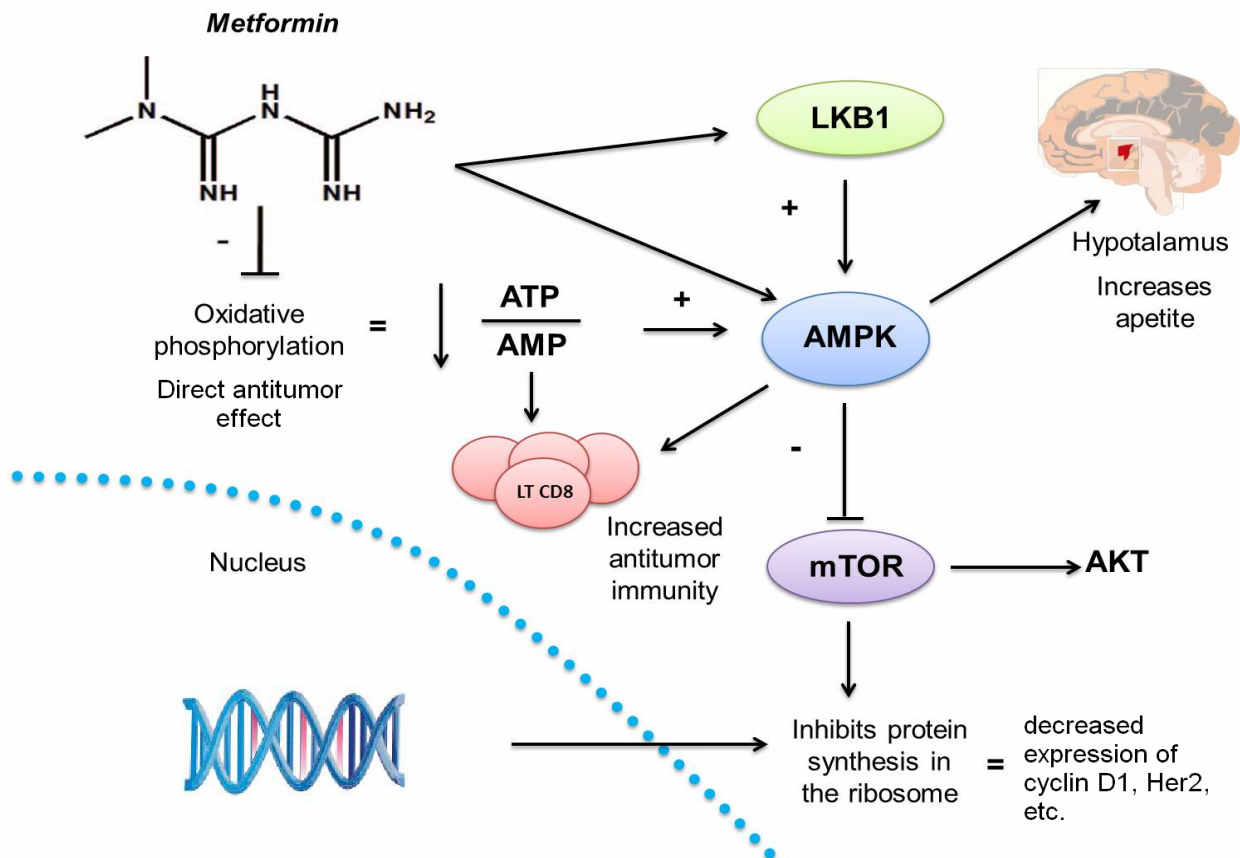 Metformin
H
N
N
NH2
NH
NH
-
Oxidative
phosphorylation
Direct antitumor
effect
=
ATP
AMP
+
LKB1
+
AMPK
Hypotalamus
Increases
apetite
LT CD8
Increased
antitumor
immunity
-
mTOR
AKT
Nucleus
Inhibits protein
synthesis in
the ribosome
=
decreased
expression of
cyclin D1, Her2,
etc.